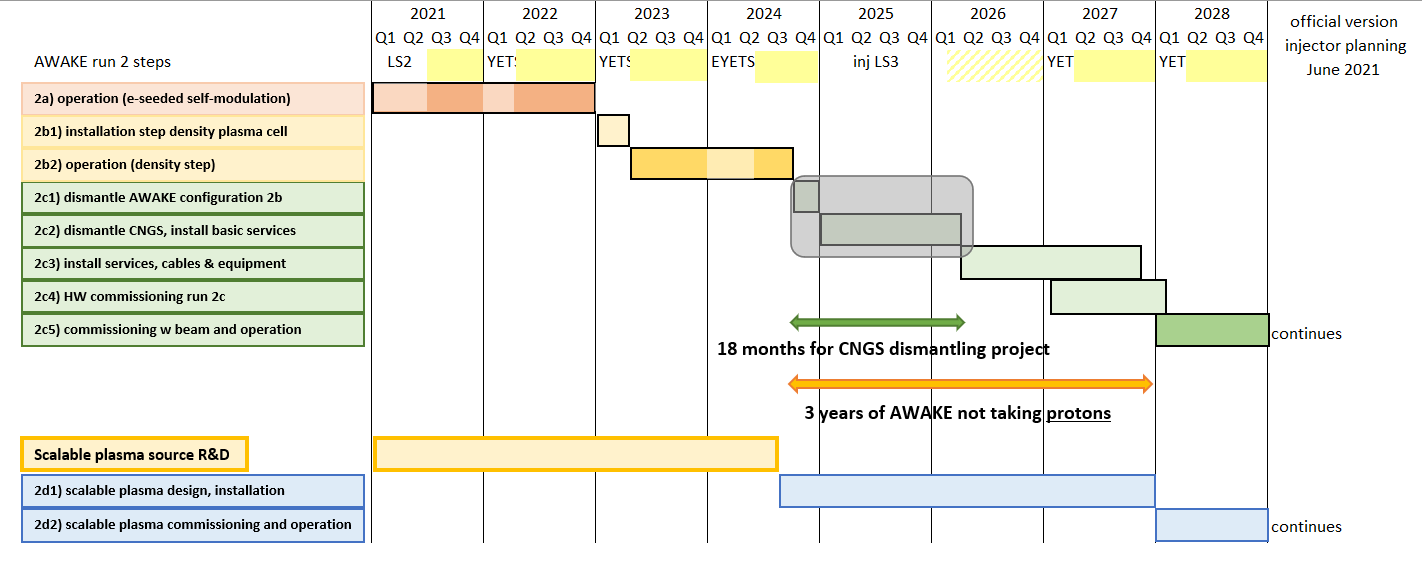 2021 2022 2023 2024 2025 2026 2027 2028
Q1 Q2 Q3 Q4 Q1 Q2 Q3 Q4 Q1 Q2 Q3 Q4 Q1 Q2 Q3 Q4 Q1 Q2 Q3 Q4 Q1 Q2 Q3 Q4 Q1 Q2 Q3 Q4 Q1 Q2 Q3 Q4
official version
injector planning
June 2021
AWAKE run 2 steps LS2 YETS YETS EYETS inj LS3 YET YET
2a) operation (e-seeded self-modulation)
2b1) installation step density plasma cell
2b2) operation (density step)
2c1) dismantle AWAKE configuration 2b
2c2) dismantle CNGS, install basic services
2c3) install services, cables & equipment
2c4) HW commissioning run 2c
2c5) commissioning w beam and operation
continues
18 months for CNGS dismantling project
3 years of AWAKE not taking protons
Scalable plasma source R&D
2d1) scalable plasma design, installation
2d2) scalable plasma commissioning and operation
continues